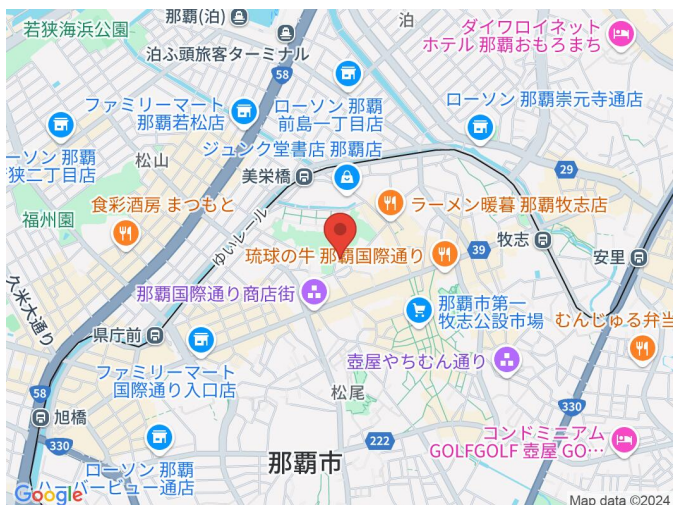 若狭海浜公園
那覇(泊)
泊
ダイワロイネット
ホテル 那覇おもろまち
泊ふ頭旅客ターミナル
58
ファミリーマート
那覇若松店
ローソン 那覇
前島一丁目店
ローソン 那覇崇元寺通店
ーソン 那覇
狭二丁目店
松山
ジュンク堂書店 那覇店
美栄橋
29
福州園
食彩酒房 まつもと
ゆいレール
ラーメン暖暮 那覇牧志店
琉球の牛 那覇国際通り
39
牧志
安里
久米大通り
那覇国際通り商店街
那覇市第一
牧志公設市場
県庁前
むんじゅる弁当
壺屋やちむん通り
ファミリーマート
国際通り入口店
松尾
58
旭橋
330
330
222
コンドミニアム
GOLFGOLF 壺屋 GO…
ローソン 那覇
ハーバービュー通店
那覇市
Google
Map data ©2024